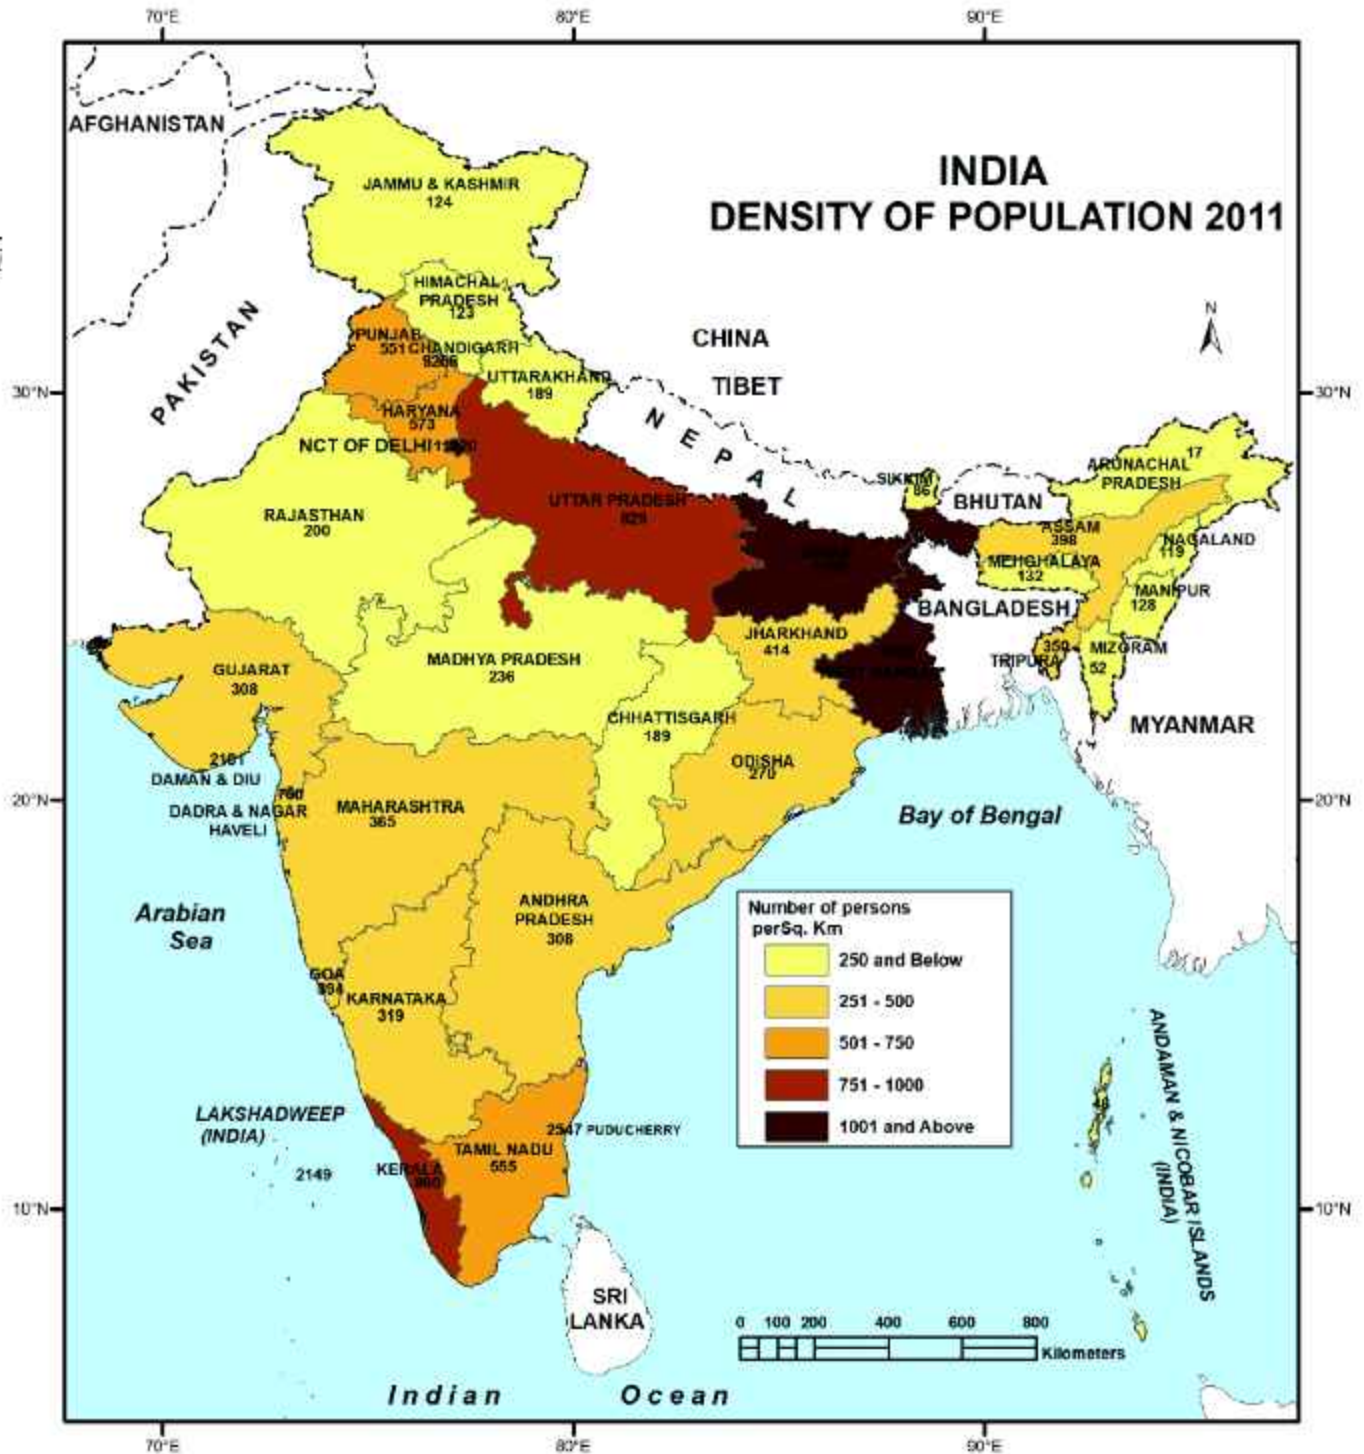 70°E
80°E
90°E
AFGHANISTAN
INDIA
DENSITY OF POPULATION 2011
JAMMU & KASHMIR
124
HIMACHAL
PRADESH
123
N
PAKISTAN
PUNJAB
551
CHANDIGARH
CHINA
TIBET
UTTARAKHAND
189
30°N
30°N
HARYANA
573
NEPAL
NCT OF DELHI
17
ARUNACHAL
PRADESH
SIKKIM
86
BHUTAN
UTTAR PRADESH
RAJASTHAN
200
ASSAM
398
NAGALAND
119
MEHGHALAYA
132
MANIPUR
128
BANGLADESH
JHARKHAND
414
MADHYA PRADESH
236
350
TRIPURA
MIZORAM
52
GUJARAT
308
CHHATTISGARH
189
MYANMAR
DAMAN & DIU
ODISHA
270
20°N
20°N
DADRA & NAGAR
HAVELI
MAHARASHTRA
365
Bay of Bengal
Arabian
Sea
ANDHRA
PRADESH
308
Number of persons
perSq. Km
250 and Below
251 - 500
501 - 750
751 - 1000
1001 and Above
GOA
394
KARNATAKA
319
ANDAMAN & NICOBAR ISLANDS
(INDIA)
LAKSHADWEEP
(INDIA)
2149
2547 PUDUCHERRY
TAMIL NADU
555
KERALA
10°N
10°N
SRI
LANKA
0 100 200 400 600 800
Kilometers
Indian Ocean
70°E
80°E
90°E